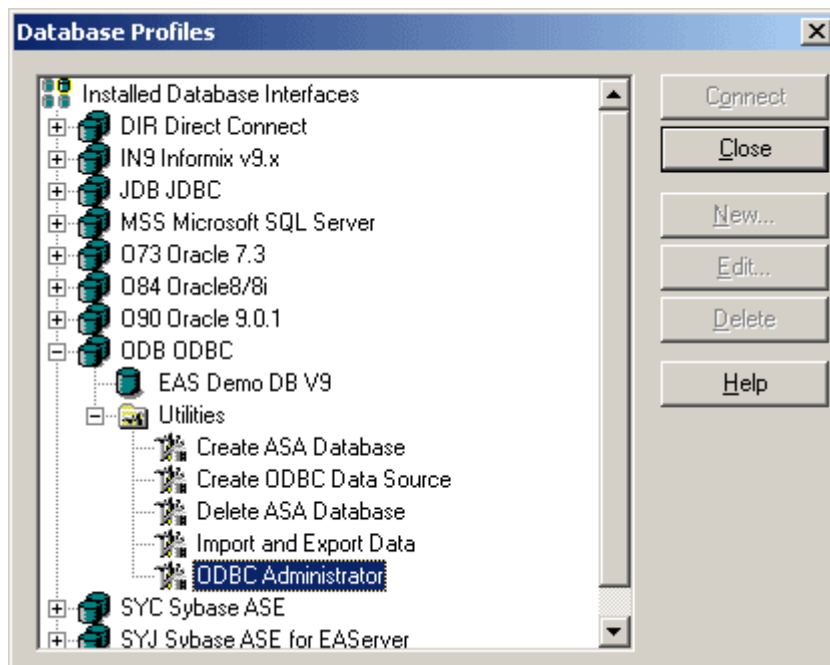 Database Profiles
Installed Database Interfaces
DIR Direct Connect
IN9 Informix v9.x
JDB JDBC
MSS Microsoft SQL Server
O73 Oracle 7.3
O84 Oracle8/8i
O90 Oracle 9.0.1
ODB ODBC
EAS Demo DB V9
Utilities
Create ASA Database
Create ODBC Data Source
Delete ASA Database
Import and Export Data
ODBC Administrator
SYC Sybase ASE
SYJ Sybase ASE for EAServer
Connect
Close
New...
Edit...
Delete
Help